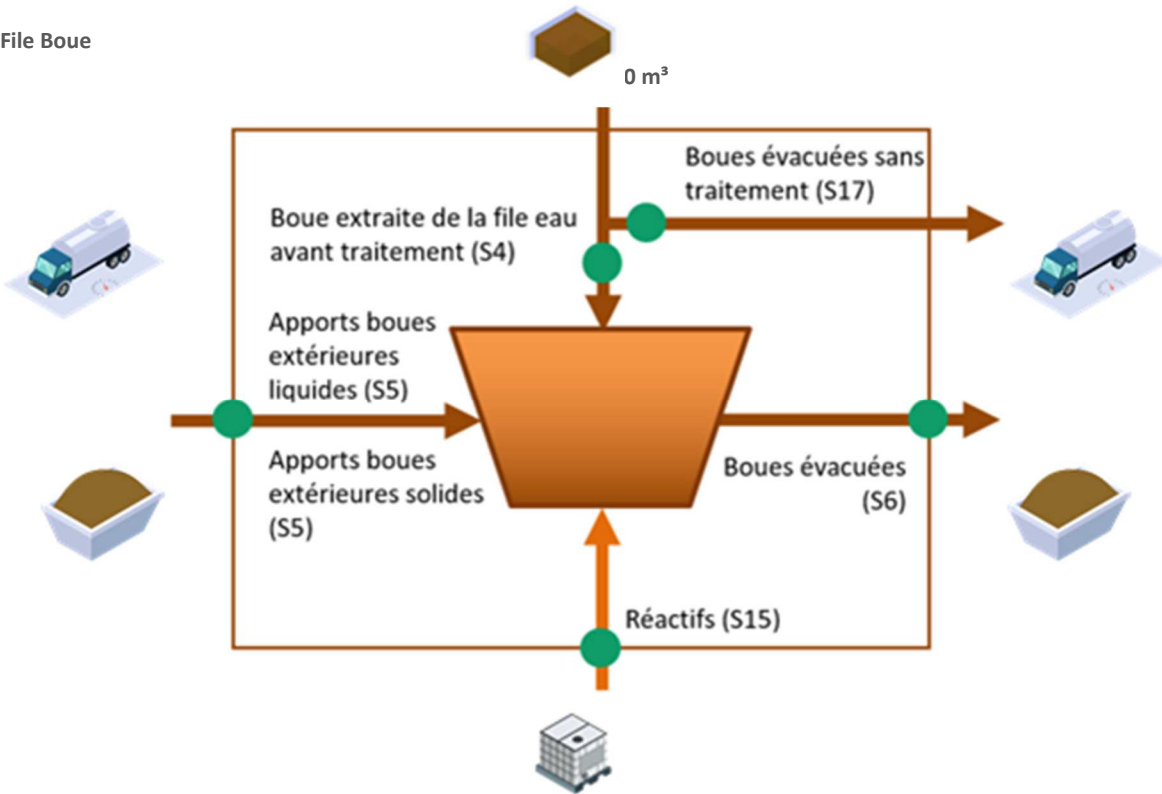 File Boue
0 m³
Boues évacuées sans
traitement (S17)
Boue extraite de la file eau
avant traitement (S4)
Apports boues
extérieures
liquides (S5)
Apports boues
extérieures solides
(S5)
Boues évacuées
(S6)
Réactifs (S15)